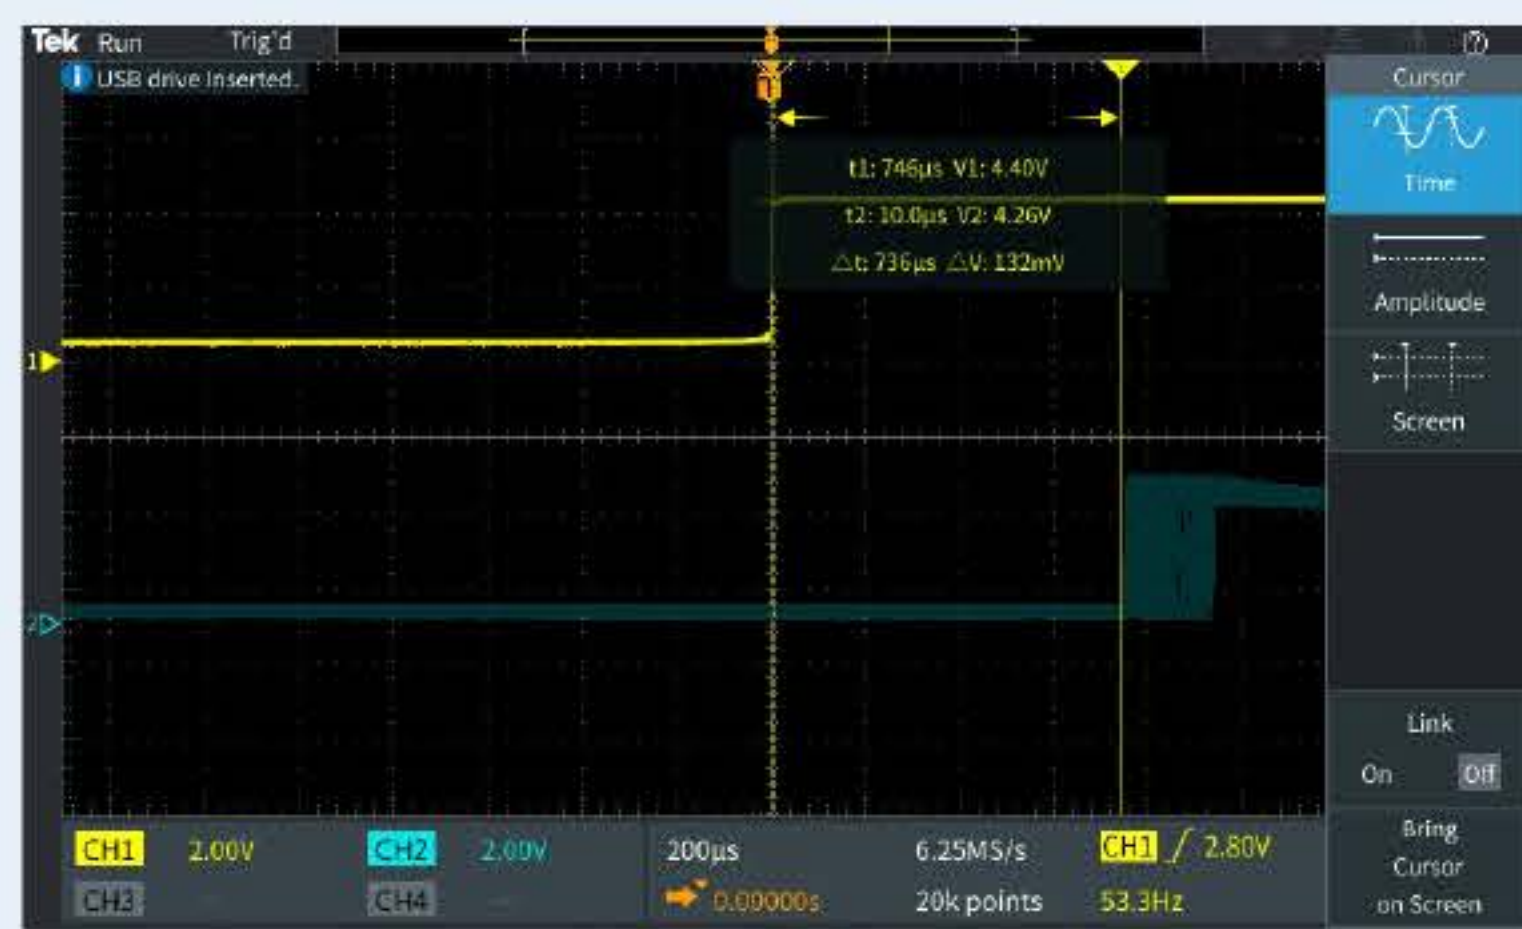 Tek Run Trig'd
USB drive Inserted.
Cursor
t1: 746µs V1: 4.40V
t2: 10.0µs V2: 4.26V
△t: 736µs △V: 132mV
Time
Amplitude
1
Screen
2
Link
On Off
Bring
Cursor
on Screen
CH1 2.00V CH2 2.00V 200µs 6.25MS/s CH1 2.80V
CH3 -- CH4 -- 0.00000s 20k points 53.3Hz